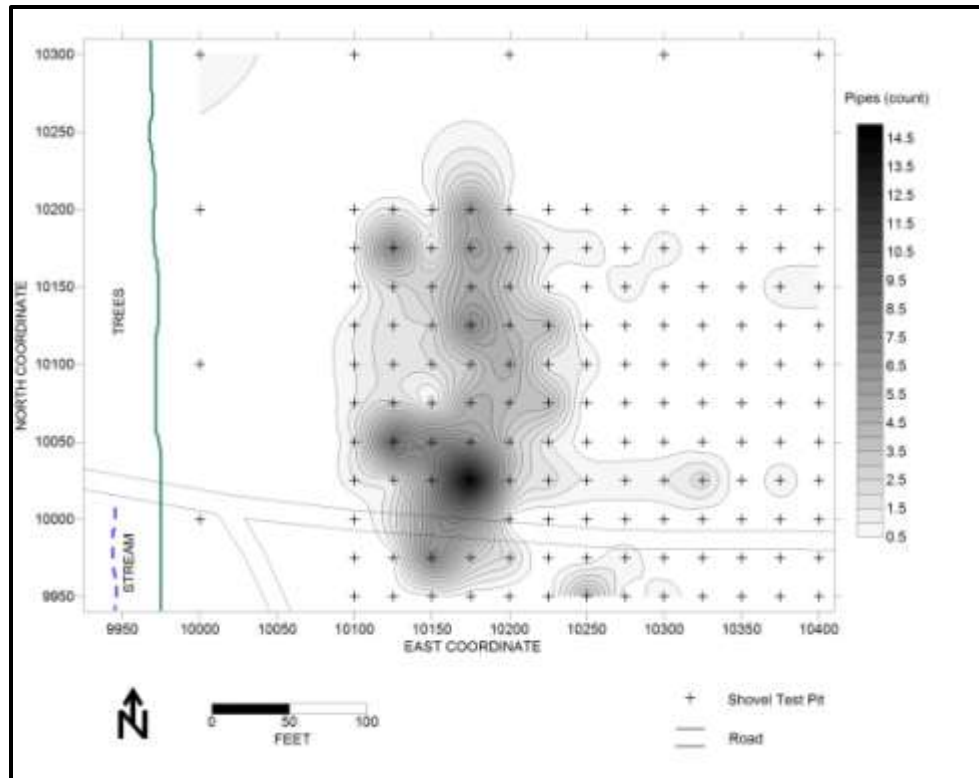 10300
10250
10200
10150
10100
10050
10000
9950
NORTH COORDINATE
TREES
STREAM
9950 10000 10050 10100 10150 10200 10250 10300 10350 10400
EAST COORDINATE
Pipes (count)
14.5
13.5
12.5
11.5
10.5
9.5
8.5
7.5
6.5
5.5
4.5
3.5
2.5
1.5
0.5
N
0 50 100
FEET
Shovel Test Pit
Road